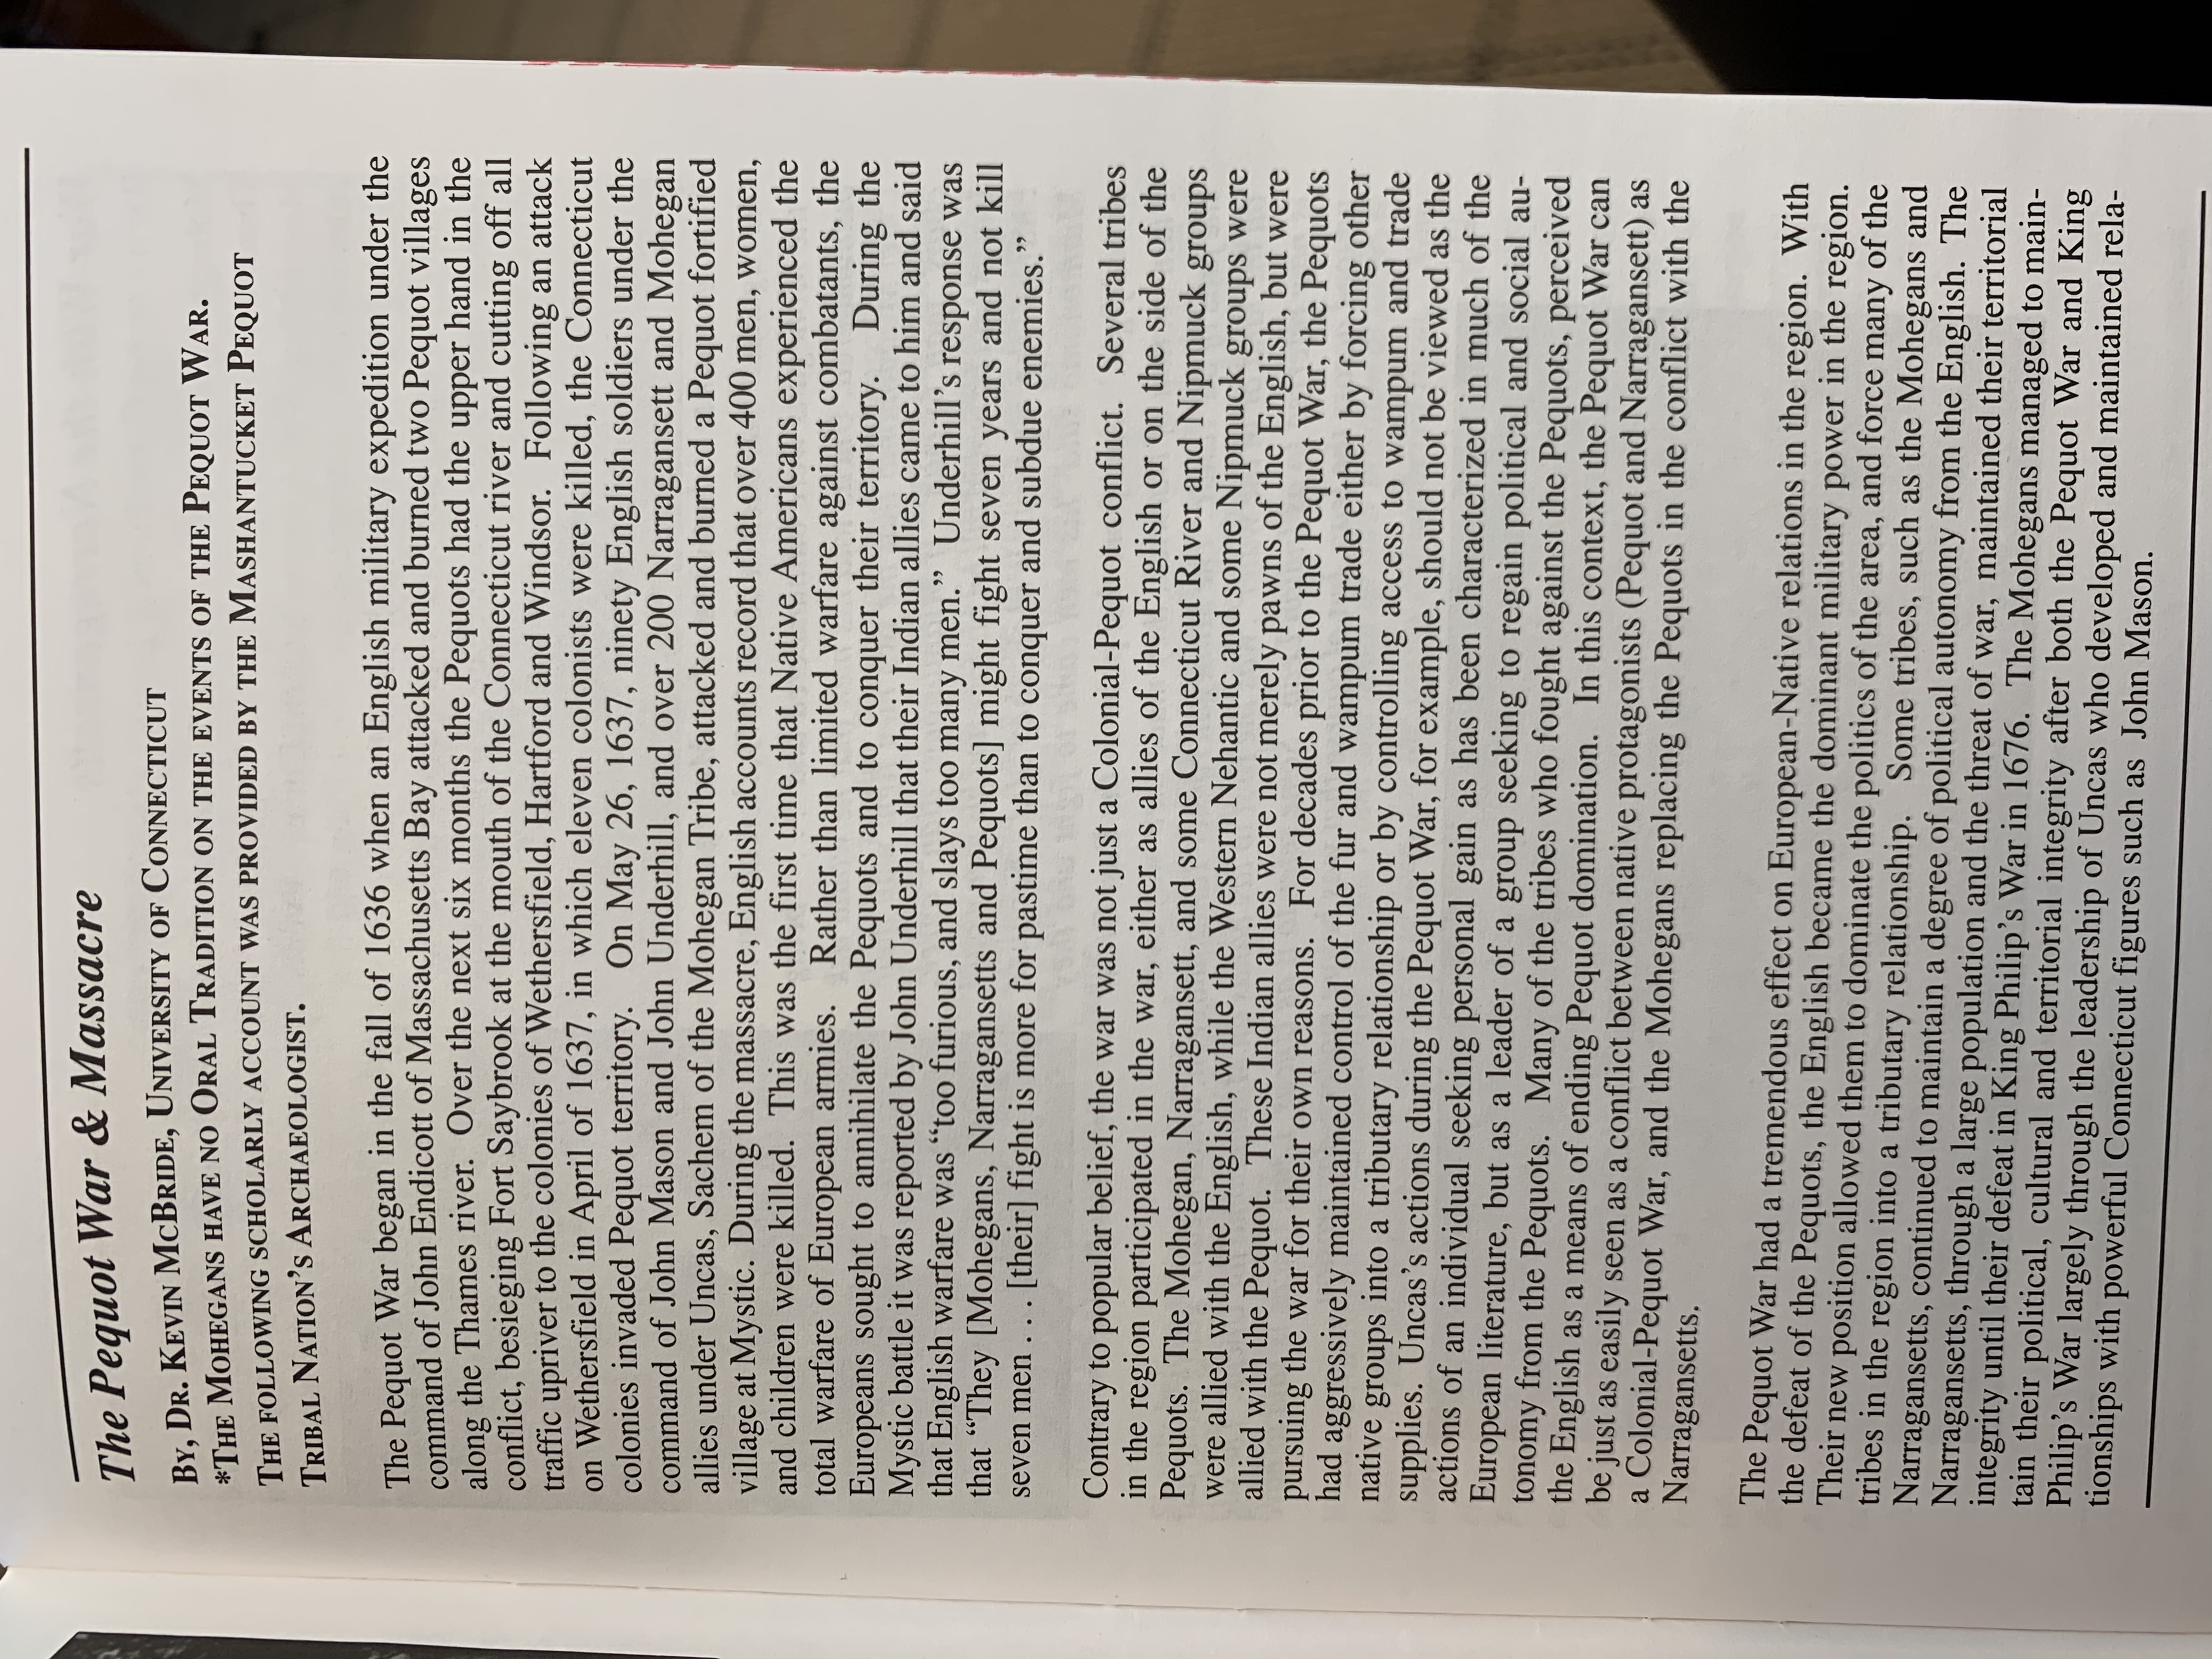 The Pequot War & Massacre
BY, DR. KEVIN MCBRIDE, UNIVERSITY OF CONNECTICUT
*THE MOHEGANS HAVE NO ORAL TRADITION ON THE EVENTS OF THE PEQUOT WAR.
THE FOLLOWING SCHOLARLY ACCOUNT WAS PROVIDED BY THE MASHANTUCKET PEQUOT
TRIBAL NATION'S ARCHAEOLOGIST.
The Pequot War began in the fall of 1636 when an English military expedition under the
command of John Endicott of Massachusetts Bay attacked and burned two Pequot villages
along the Thames river. Over the next six months the Pequots had the upper hand in the
conflict, besieging Fort Saybrook at the mouth of the Connecticut river and cutting off all
traffic upriver to the colonies of Wethersfield, Hartford and Windsor. Following an attack
on Wethersfield in April of 1637, in which eleven colonists were killed, the Connecticut
colonies invaded Pequot territory. On May 26, 1637, ninety English soldiers under the
command of John Mason and John Underhill, and over 200 Narragansett and Mohegan
allies under Uncas, Sachem of the Mohegan Tribe, attacked and burned a Pequot fortified
village at Mystic. During the massacre, English accounts record that over 400 men, women,
and children were killed. This was the first time that Native Americans experienced the
total warfare of European armies. Rather than limited warfare against combatants, the
Europeans sought to annihilate the Pequots and to conquer their territory. During the
Mystic battle it was reported by John Underhill that their Indian allies came to him and said
that English warfare was “too furious, and slays too many men.” Underhill's response was
that “They [Mohegans, Narragansetts and Pequots] might fight seven years and not kill
seven men . . . [their] fight is more for pastime than to conquer and subdue enemies.”
Contrary to popular belief, the war was not just a Colonial-Pequot conflict. Several tribes
in the region participated in the war, either as allies of the English or on the side of the
Pequots. The Mohegan, Narragansett, and some Connecticut River and Nipmuck groups
were allied with the English, while the Western Nehantic and some Nipmuck groups were
allied with the Pequot. These Indian allies were not merely pawns of the English, but were
pursuing the war for their own reasons. For decades prior to the Pequot War, the Pequots
had aggressively maintained control of the fur and wampum trade either by forcing other
native groups into a tributary relationship or by controlling access to wampum and trade
supplies. Uncas's actions during the Pequot War, for example, should not be viewed as the
actions of an individual seeking personal gain as has been characterized in much of the
European literature, but as a leader of a group seeking to regain political and social au-
tonomy from the Pequots. Many of the tribes who fought against the Pequots, perceived
the English as a means of ending Pequot domination. In this context, the Pequot War can
be just as easily seen as a conflict between native protagonists (Pequot and Narragansett) as
a Colonial-Pequot War, and the Mohegans replacing the Pequots in the conflict with the
Narragansetts.
The Pequot War had a tremendous effect on European-Native relations in the region. With
the defeat of the Pequots, the English became the dominant military power in the region.
Their new position allowed them to dominate the politics of the area, and force many of the
tribes in the region into a tributary relationship. Some tribes, such as the Mohegans and
Narragansetts, continued to maintain a degree of political autonomy from the English. The
Narragansetts, through a large population and the threat of war, maintained their territorial
integrity until their defeat in King Philip's War in 1676. The Mohegans managed to main-
tain their political, cultural and territorial integrity after both the Pequot War and King
Philip's War largely through the leadership of Uncas who developed and maintained rela-
tionships with powerful Connecticut figures such as John Mason.